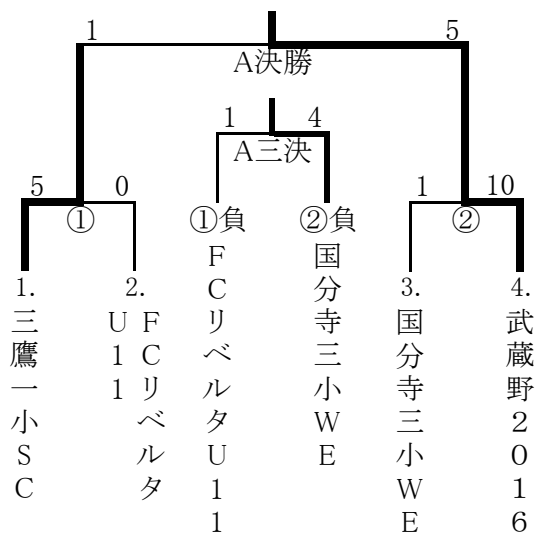 1 5
A決勝
1 4
A三決
5 0 1 10
① ①負 ②負 ②
FCリベルタU11
国分寺三小WE
1.
三鷹一小SC
2.
FCリベルタ
U11
3.
国分寺三小WE
4.
武蔵野2016